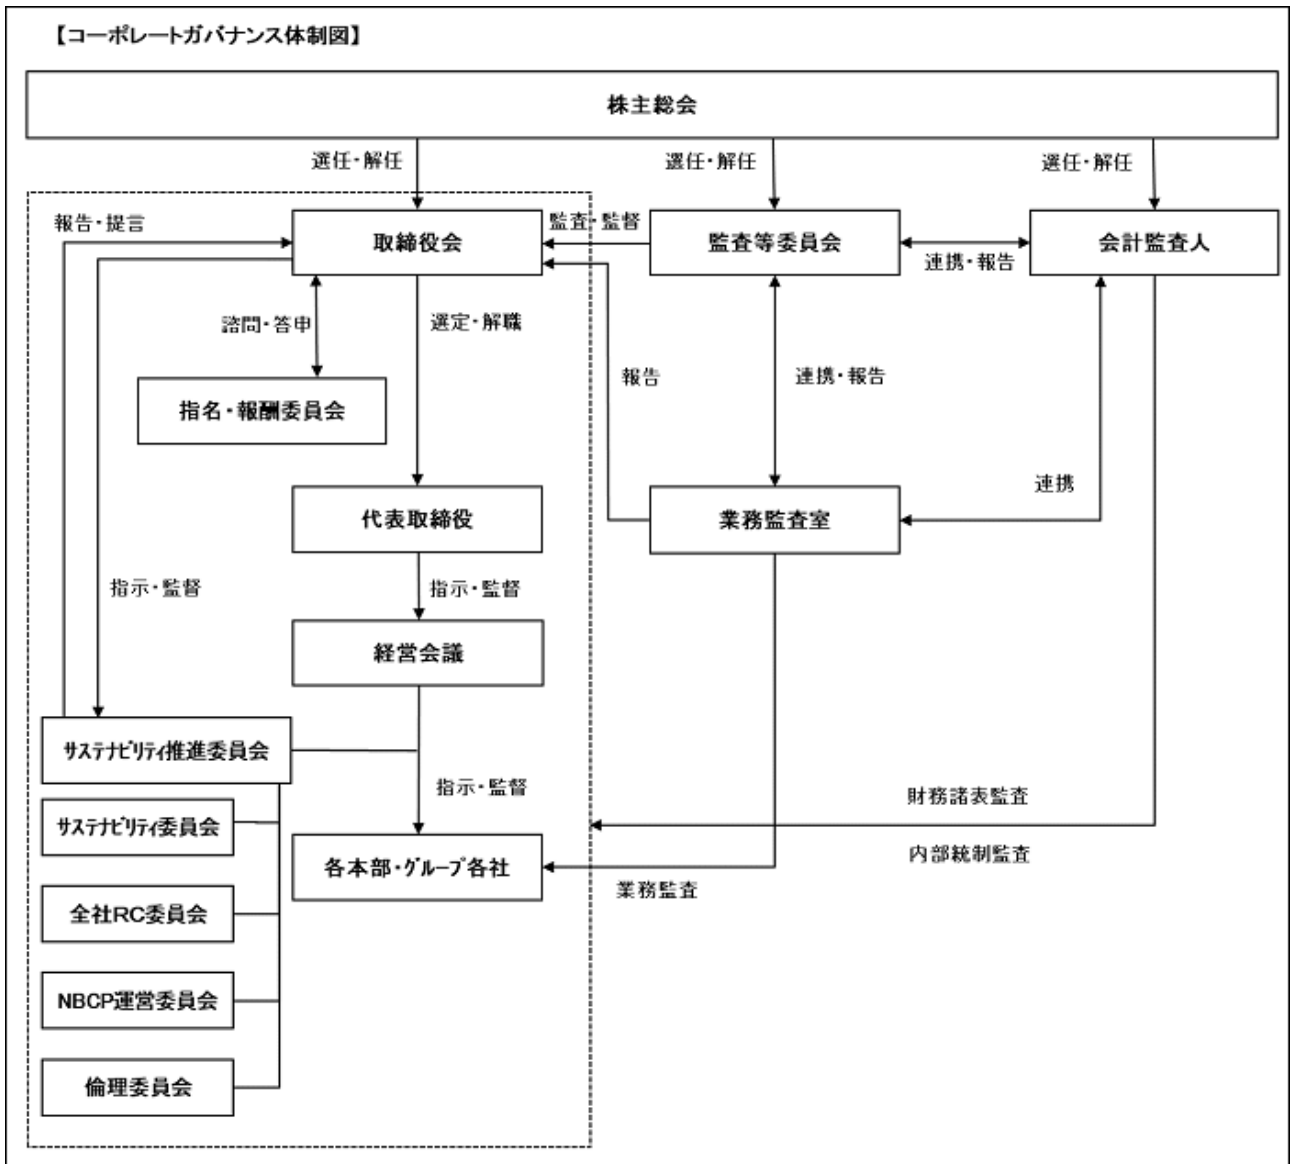 【コーポレートガバナンス体制図】
株主総会
選任・解任
選任・解任
選任・解任
報告・提言
取締役会
監査・監督
監査等委員会
連携・報告
会計監査人
諮問・答申
選定・解職
報告
連携・報告
指名・報酬委員会
連携
代表取締役
業務監査室
指示・監督
指示・監督
経営会議
サステナビリティ推進委員会
指示・監督
財務諸表監査
サステナビリティ委員会
内部統制監査
各本部・グループ各社
業務監査
全社RC委員会
NBCP運営委員会
倫理委員会